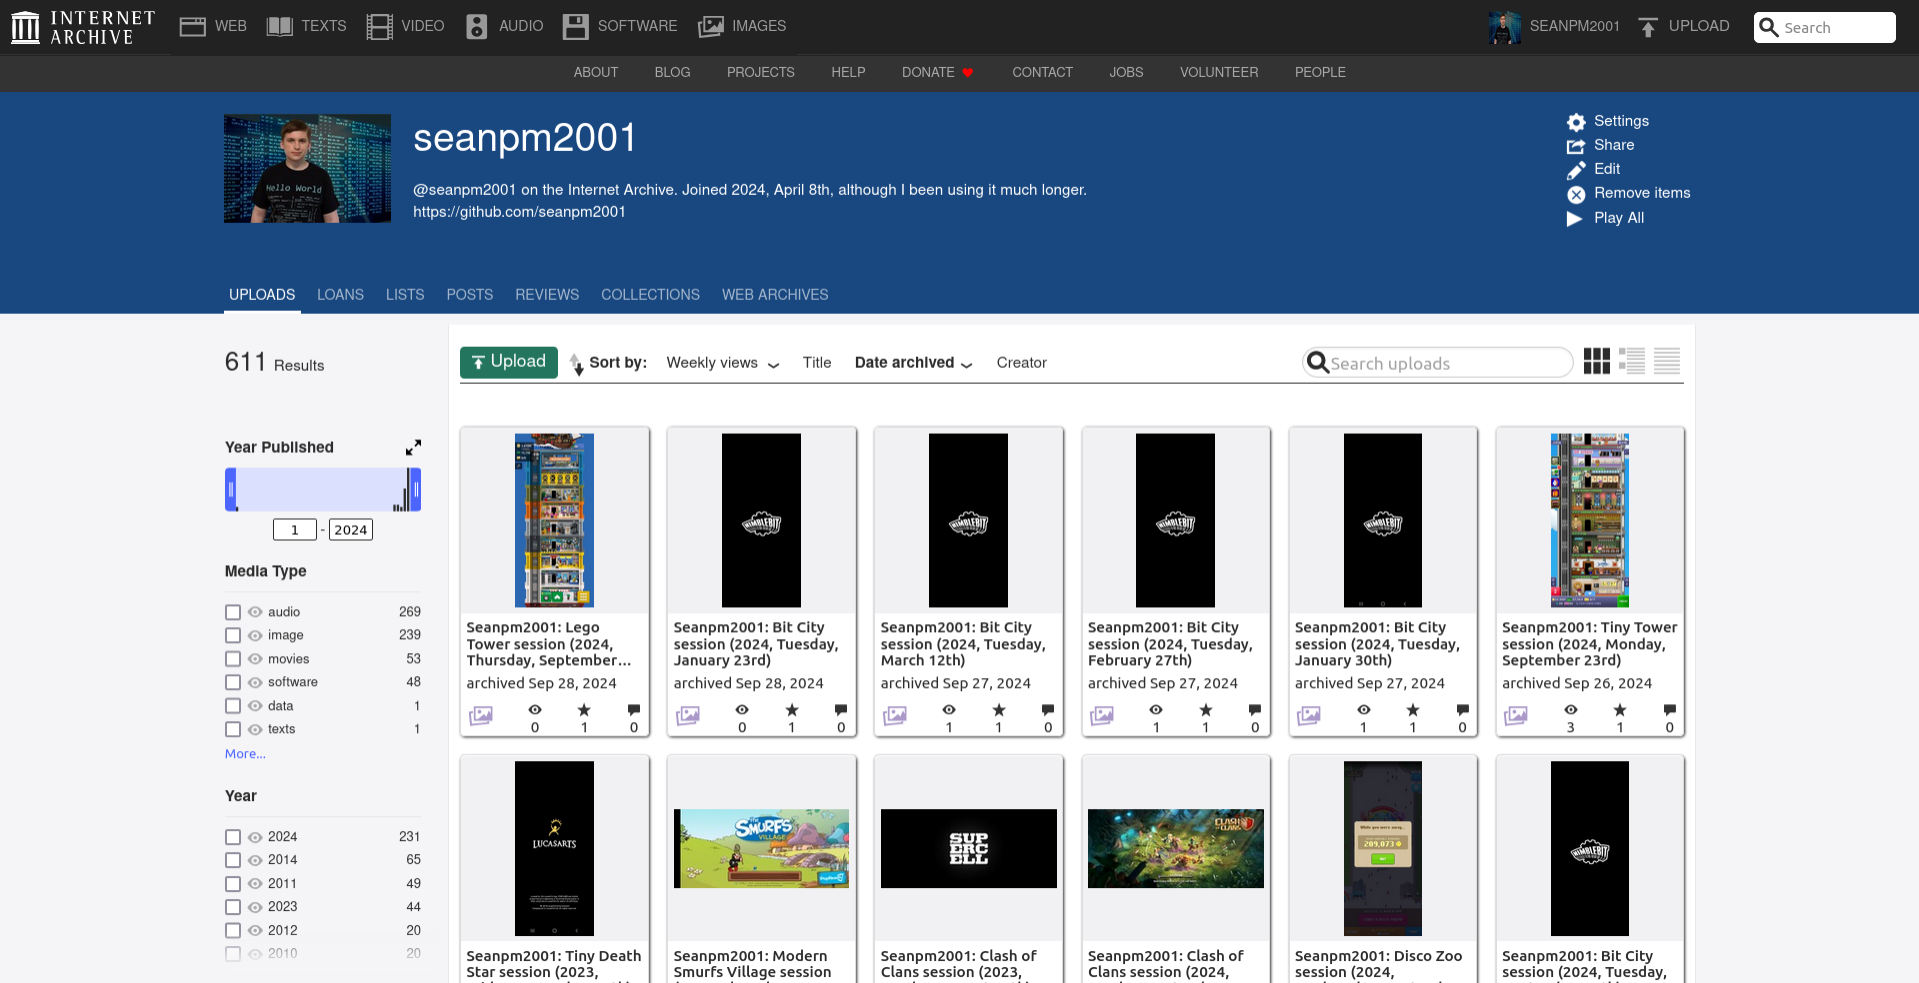 INTERNET
ARCHIVE
WEB
TEXTS
VIDEO
AUDIO
SOFTWARE
IMAGES
SEANPM2001
UPLOAD
Search
ABOUT
BLOG
PROJECTS
HELP
DONATE
CONTACT
JOBS
VOLUNTEER
PEOPLE
Hello World
seanpm2001
@seanpm2001 on the Internet Archive. Joined 2024, April 8th, although I been using it much longer.
https://github.com/seanpm2001
Settings
Share
Edit
Remove items
Play All
UPLOADS
LOANS
LISTS
POSTS
REVIEWS
COLLECTIONS
WEB ARCHIVES
611 Results
Year Published
1 - 2024
Media Type
audio 269
image 239
movies 53
software 48
data 1
texts 1
More...
Year
2024 231
2014 65
2011 49
2023 44
2012 20
2010 20
Upload
Sort by:
Weekly views
Title
Date archived
Creator
Search uploads
Seanpm2001: Lego
Tower session (2024,
Thursday, September...
archived Sep 28, 2024
0 1 0
NIMBLEBIT
Seanpm2001: Bit City
session (2024, Tuesday,
January 23rd)
archived Sep 28, 2024
0 1 0
NIMBLEBIT
Seanpm2001: Bit City
session (2024, Tuesday,
March 12th)
archived Sep 27, 2024
1 1 0
NIMBLEBIT
Seanpm2001: Bit City
session (2024, Tuesday,
February 27th)
archived Sep 27, 2024
1 1 0
NIMBLEBIT
Seanpm2001: Bit City
session (2024, Tuesday,
January 30th)
archived Sep 27, 2024
1 1 0
Seanpm2001: Tiny Tower
session (2024, Monday,
September 23rd)
archived Sep 26, 2024
3 1 0
LUCASARTS
Seanpm2001: Tiny Death
Star session (2023,
THE
SMURFS
VILLAGE
Seanpm2001: Modern
Smurfs Village session
SUP
ERC
ELL
Seanpm2001: Clash of
Clans session (2023,
CLASH
OF
CLANS
Seanpm2001: Clash of
Clans session (2024,
While you were away...
209,073
Seanpm2001: Disco Zoo
session (2024,
NIMBLEBIT
Seanpm2001: Bit City
session (2024, Tuesday,